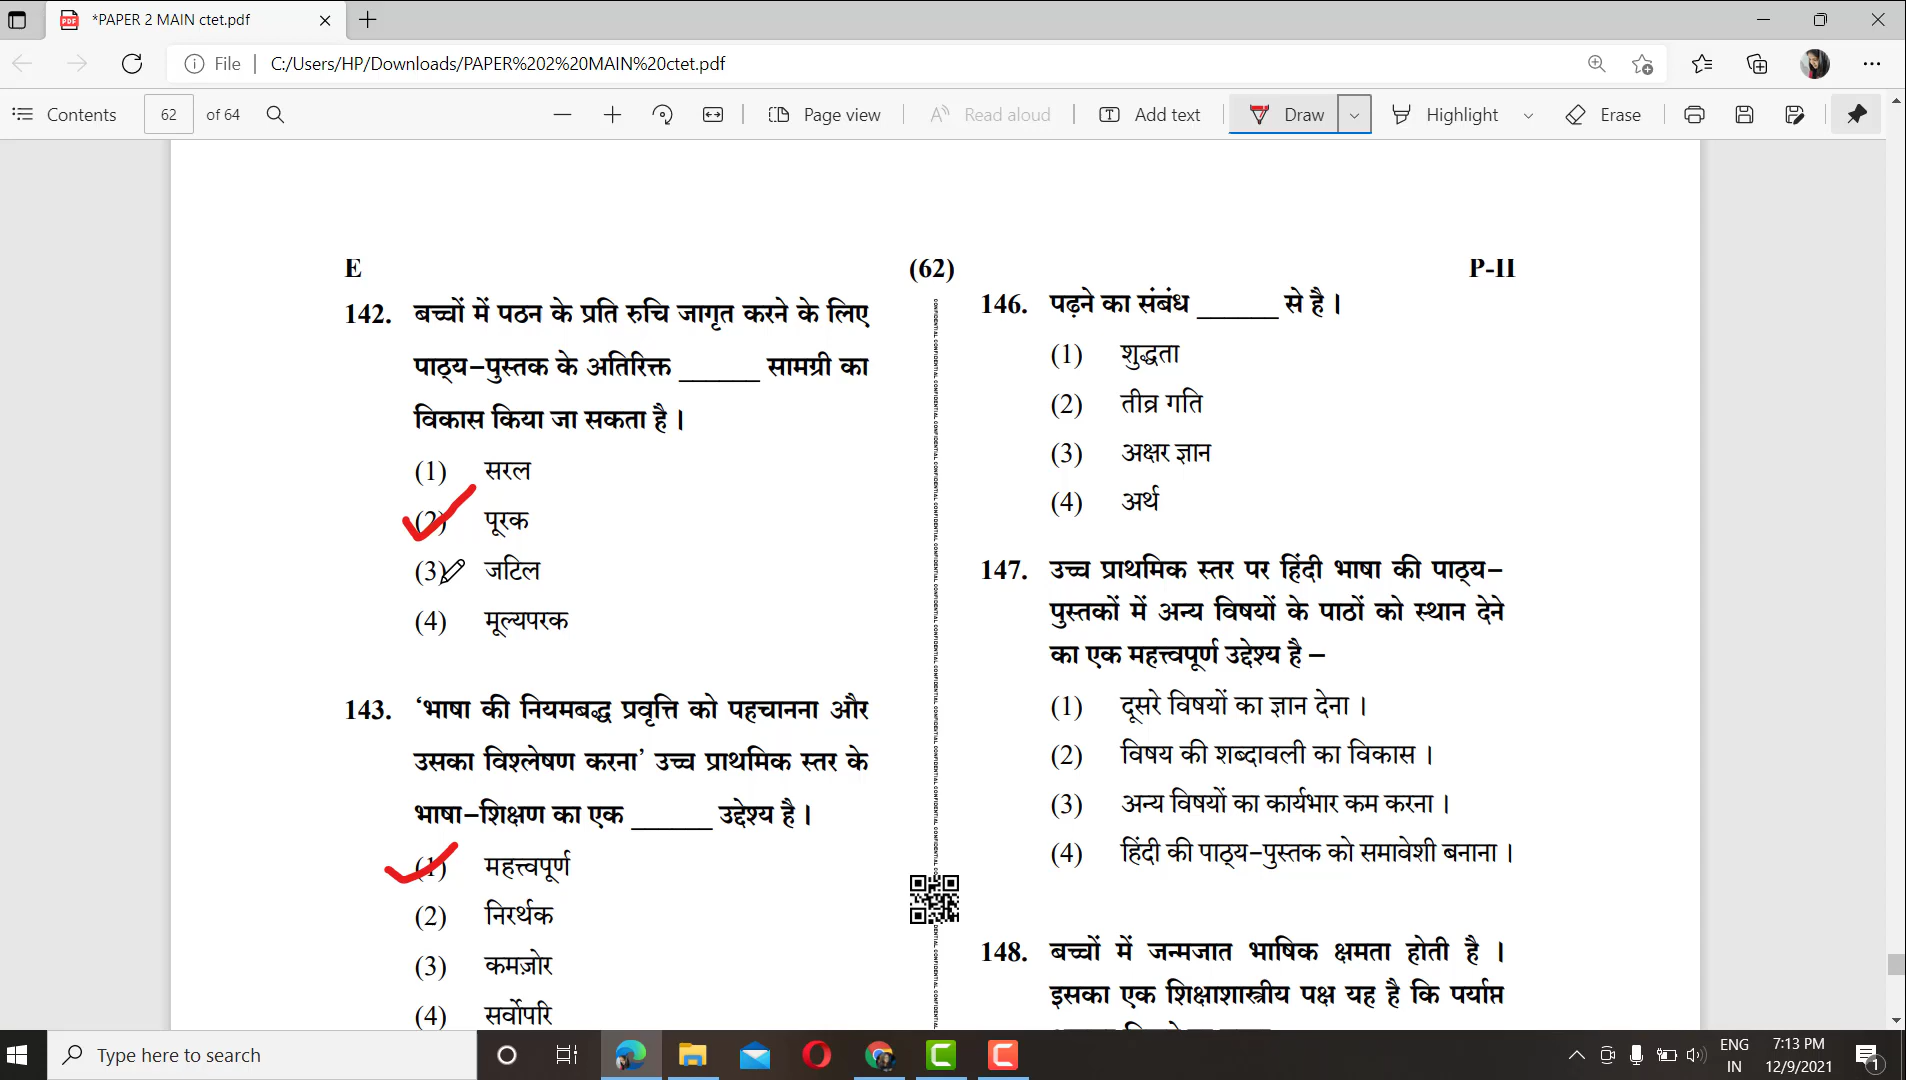 *PAPER 2 MAIN ctet.pdf
File
C:/Users/HP/Downloads/PAPER%202%20MAIN%20ctet.pdf
Contents
62
of 64
Page view
Read aloud
Add text
Draw
Highlight
Erase
E
(62)
P-II
142. बच्चों में पठन के प्रति रुचि जागृत करने के लिए
पाठ्य-पुस्तक के अतिरिक्त ______ सामग्री का
विकास किया जा सकता है।
(1) सरल
(2) पूरक
(3) जटिल
(4) मूल्यपरक
143. 'भाषा की नियमबद्ध प्रवृत्ति को पहचानना और
उसका विश्लेषण करना' उच्च प्राथमिक स्तर के
भाषा-शिक्षण का एक ______ उद्देश्य है।
(1) महत्त्वपूर्ण
(2) निरर्थक
(3) कमज़ोर
(4) सर्वोपरि
146. पढ़ने का संबंध ______ से है।
(1) शुद्धता
(2) तीव्र गति
(3) अक्षर ज्ञान
(4) अर्थ
147. उच्च प्राथमिक स्तर पर हिंदी भाषा की पाठ्य-
पुस्तकों में अन्य विषयों के पाठों को स्थान देने
का एक महत्त्वपूर्ण उद्देश्य है –
(1) दूसरे विषयों का ज्ञान देना।
(2) विषय की शब्दावली का विकास।
(3) अन्य विषयों का कार्यभार कम करना।
(4) हिंदी की पाठ्य-पुस्तक को समावेशी बनाना।
148. बच्चों में जन्मजात भाषिक क्षमता होती है।
इसका एक शिक्षाशास्त्रीय पक्ष यह है कि पर्याप्त
Type here to search
ENG
IN
7:13 PM
12/9/2021
1